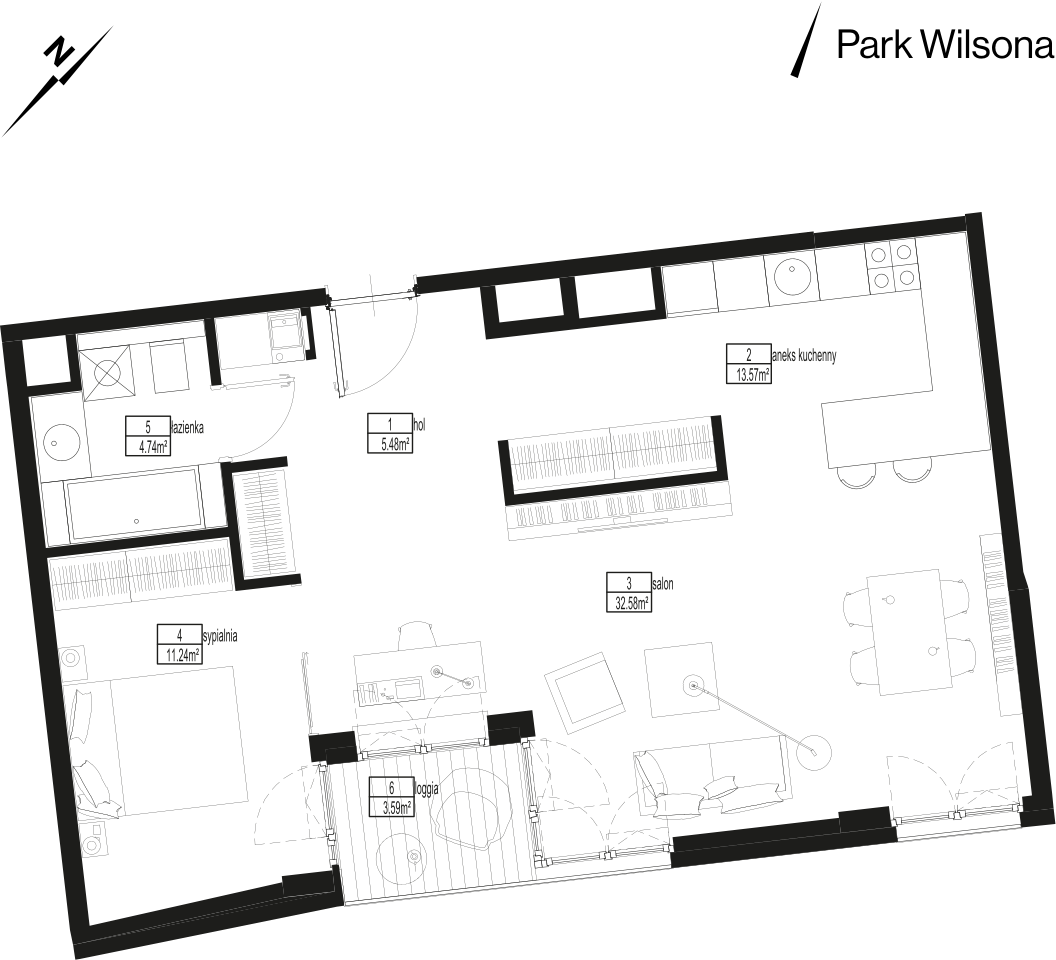 N
Park Wilsona
2 aneks kuchenny
13.57m²
1 hol
5.48m²
5 łazienka
4.74m²
3 salon
32.58m²
4 sypialnia
11.24m²
6 loggia
3.59m²